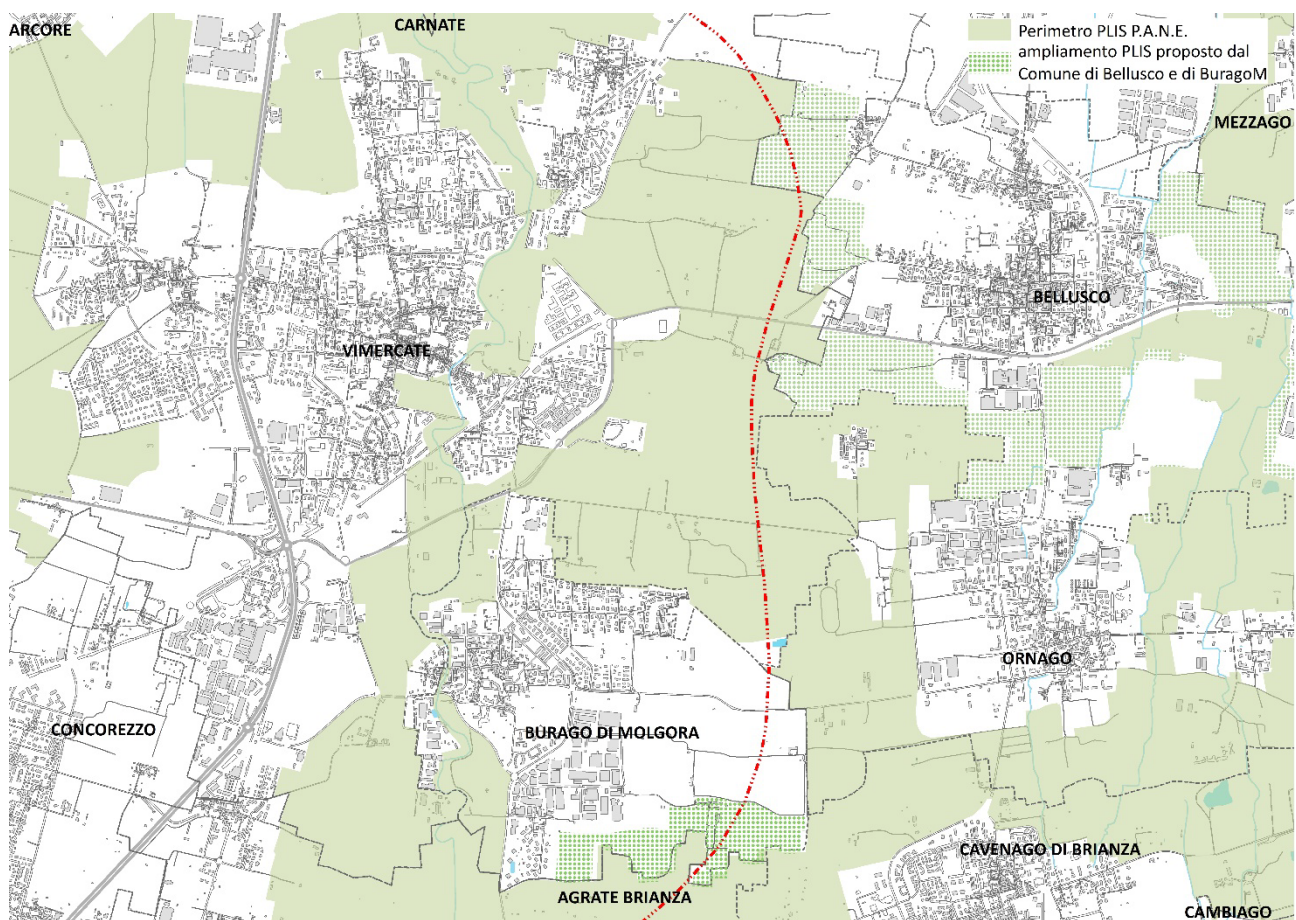 ARCORE
CARNATE
Perimetro PLIS P.A.N.E.
ampliamento PLIS proposto dal
Comune di Bellusco e di BuragoM
MEZZAGO
BELLUSCO
VIMERCATE
ORNAGO
CONCOREZZO
BURAGO DI MOLGORA
CAVENAGO DI BRIANZA
AGRATE BRIANZA
CAMBIAGO